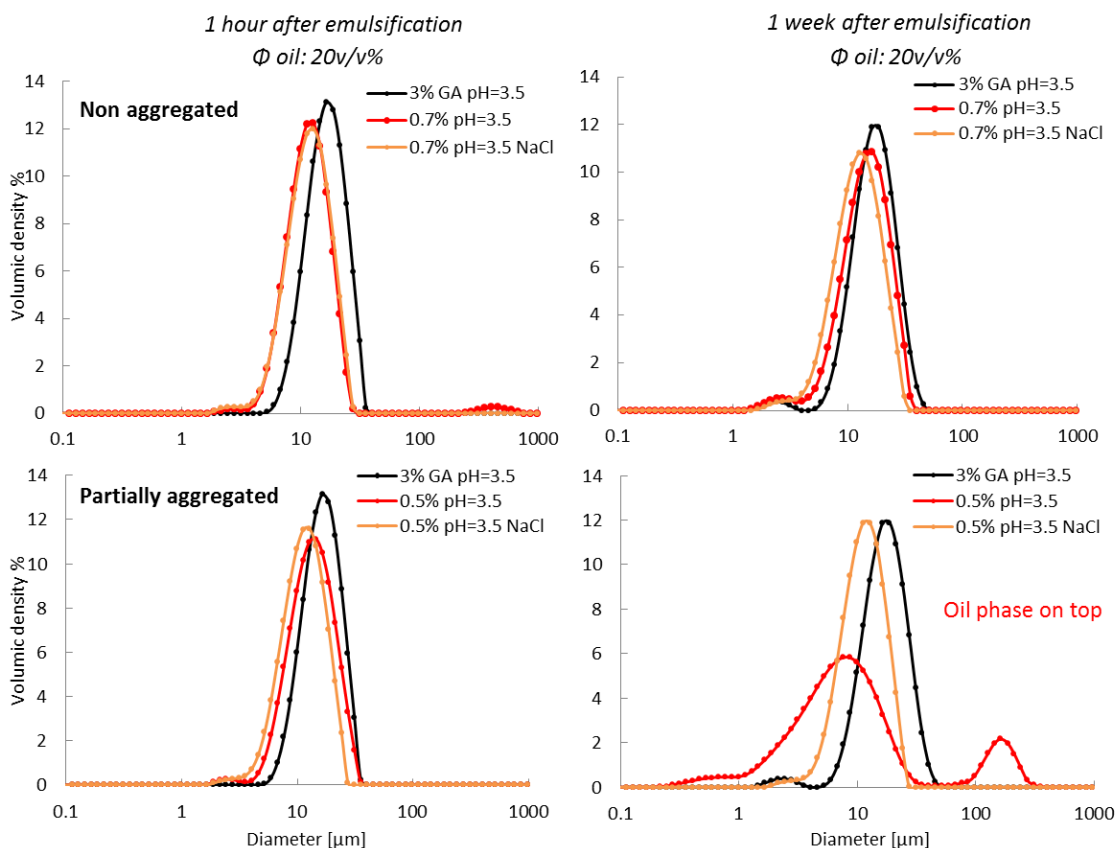 1 hour after emulsification
Φ oil: 20v/v%
1 week after emulsification
Φ oil: 20v/v%
Non aggregated
3% GA pH=3.5
0.7% pH=3.5
0.7% pH=3.5 NaCl
Volumic density %
14
12
10
8
6
4
2
0
0.1 1 10 100 1000
3% GA pH=3.5
0.7% pH=3.5
0.7% pH=3.5 NaCl
14
12
10
8
6
4
2
0
0.1 1 10 100 1000
Partially aggregated
3% GA pH=3.5
0.5% pH=3.5
0.5% pH=3.5 NaCl
Volumic density %
14
12
10
8
6
4
2
0
0.1 1 10 100 1000
Diameter [μm]
3% GA pH=3.5
0.5% pH=3.5
0.5% pH=3.5 NaCl
Oil phase on top
14
12
10
8
6
4
2
0
0.1 1 10 100 1000
Diameter [μm]